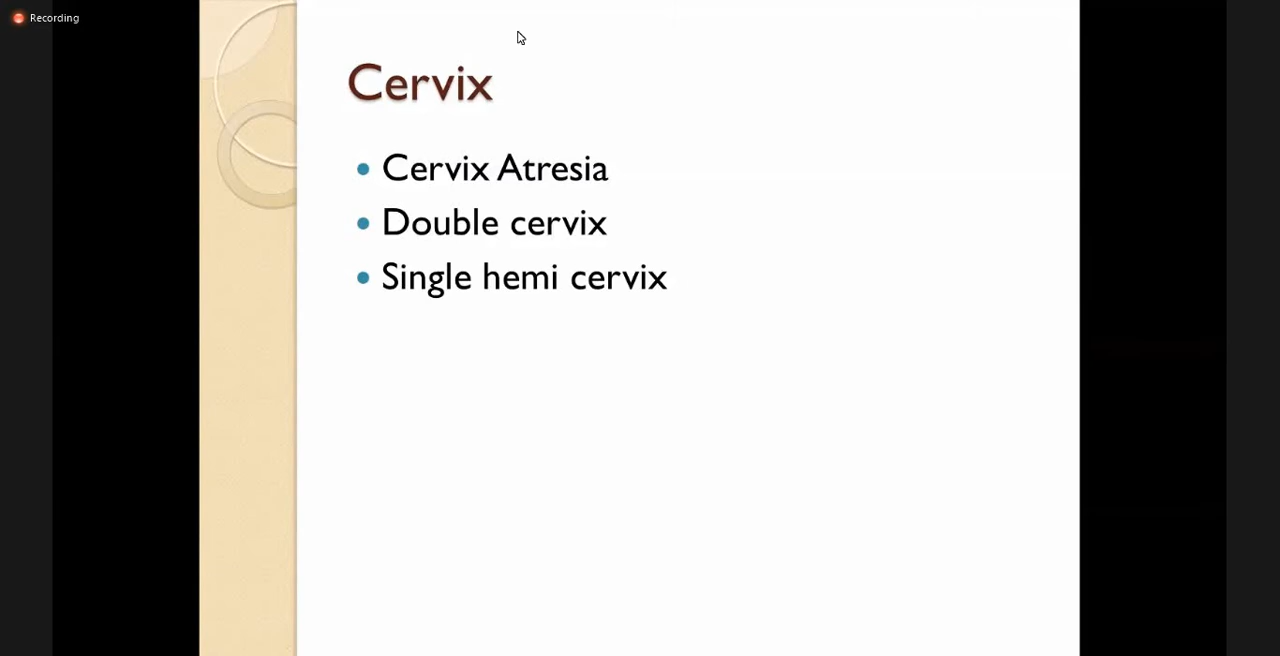 Recording
Cervix
• Cervix Atresia
• Double cervix
• Single hemi cervix